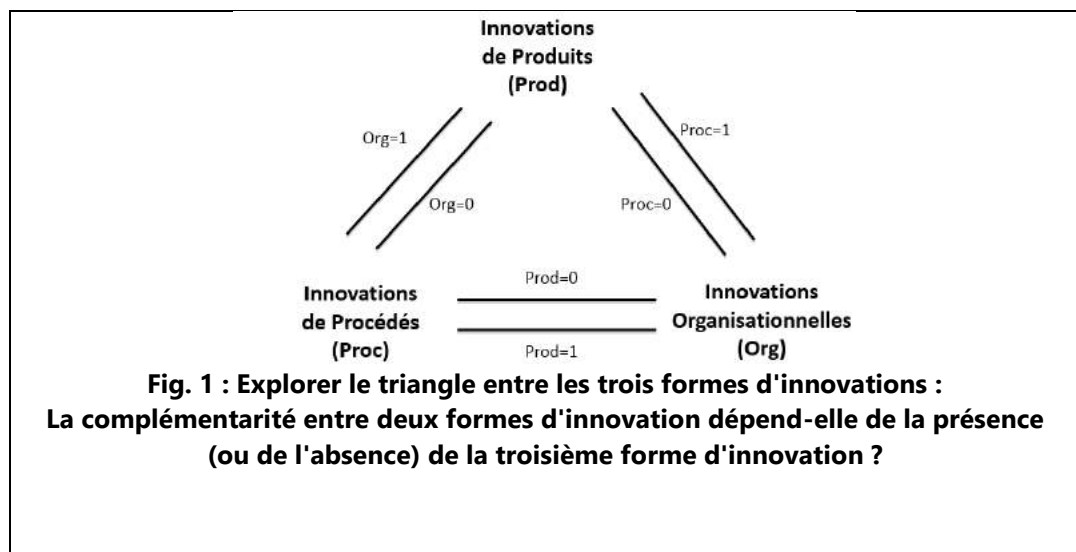 Innovations
de Produits
(Prod)
Org=1
Proc=1
Org=0
Proc=0
Prod=0
Innovations
de Procédés
(Proc)
Innovations
Organisationnelles
(Org)
Prod=1
Fig. 1 : Explorer le triangle entre les trois formes d'innovations :
La complémentarité entre deux formes d'innovation dépend-elle de la présence
(ou de l'absence) de la troisième forme d'innovation ?